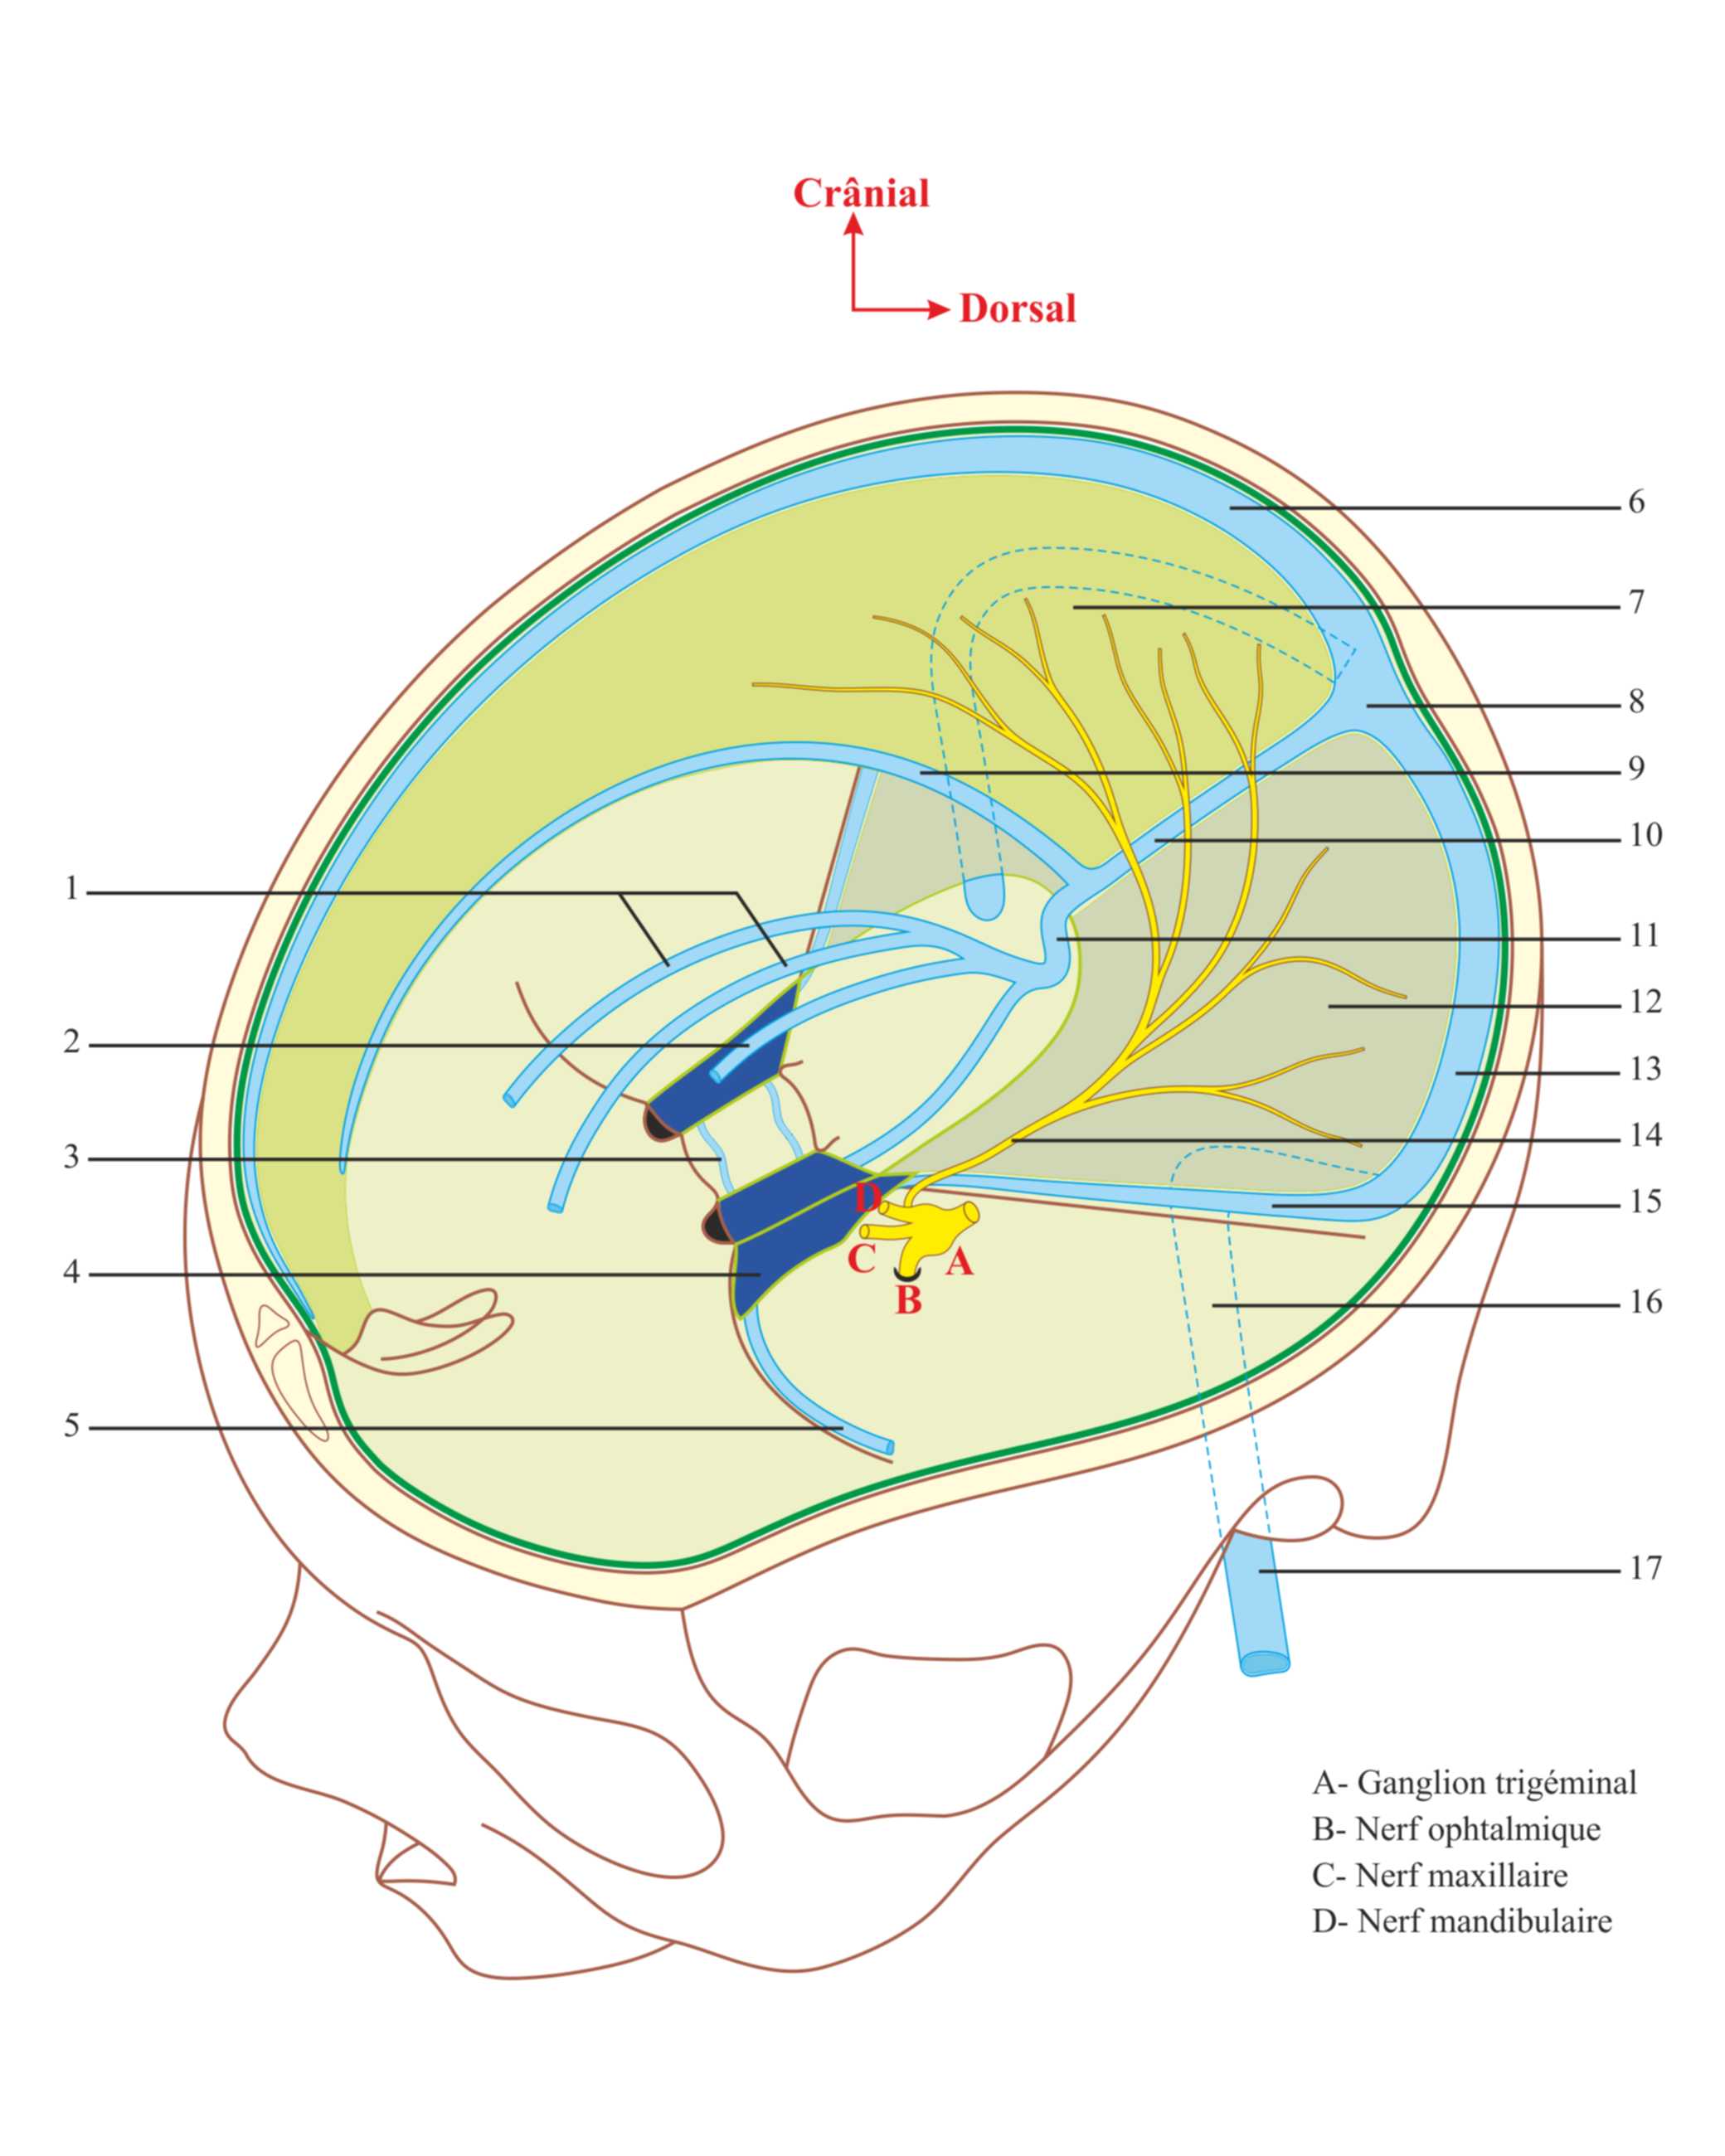 Crânial
Dorsal
6
7
8
9
10
1
11
12
2
13
14
3
D
15
C
A
4
B
16
5
17
A- Ganglion trigéminal
B- Nerf ophtalmique
C- Nerf maxillaire
D- Nerf mandibulaire